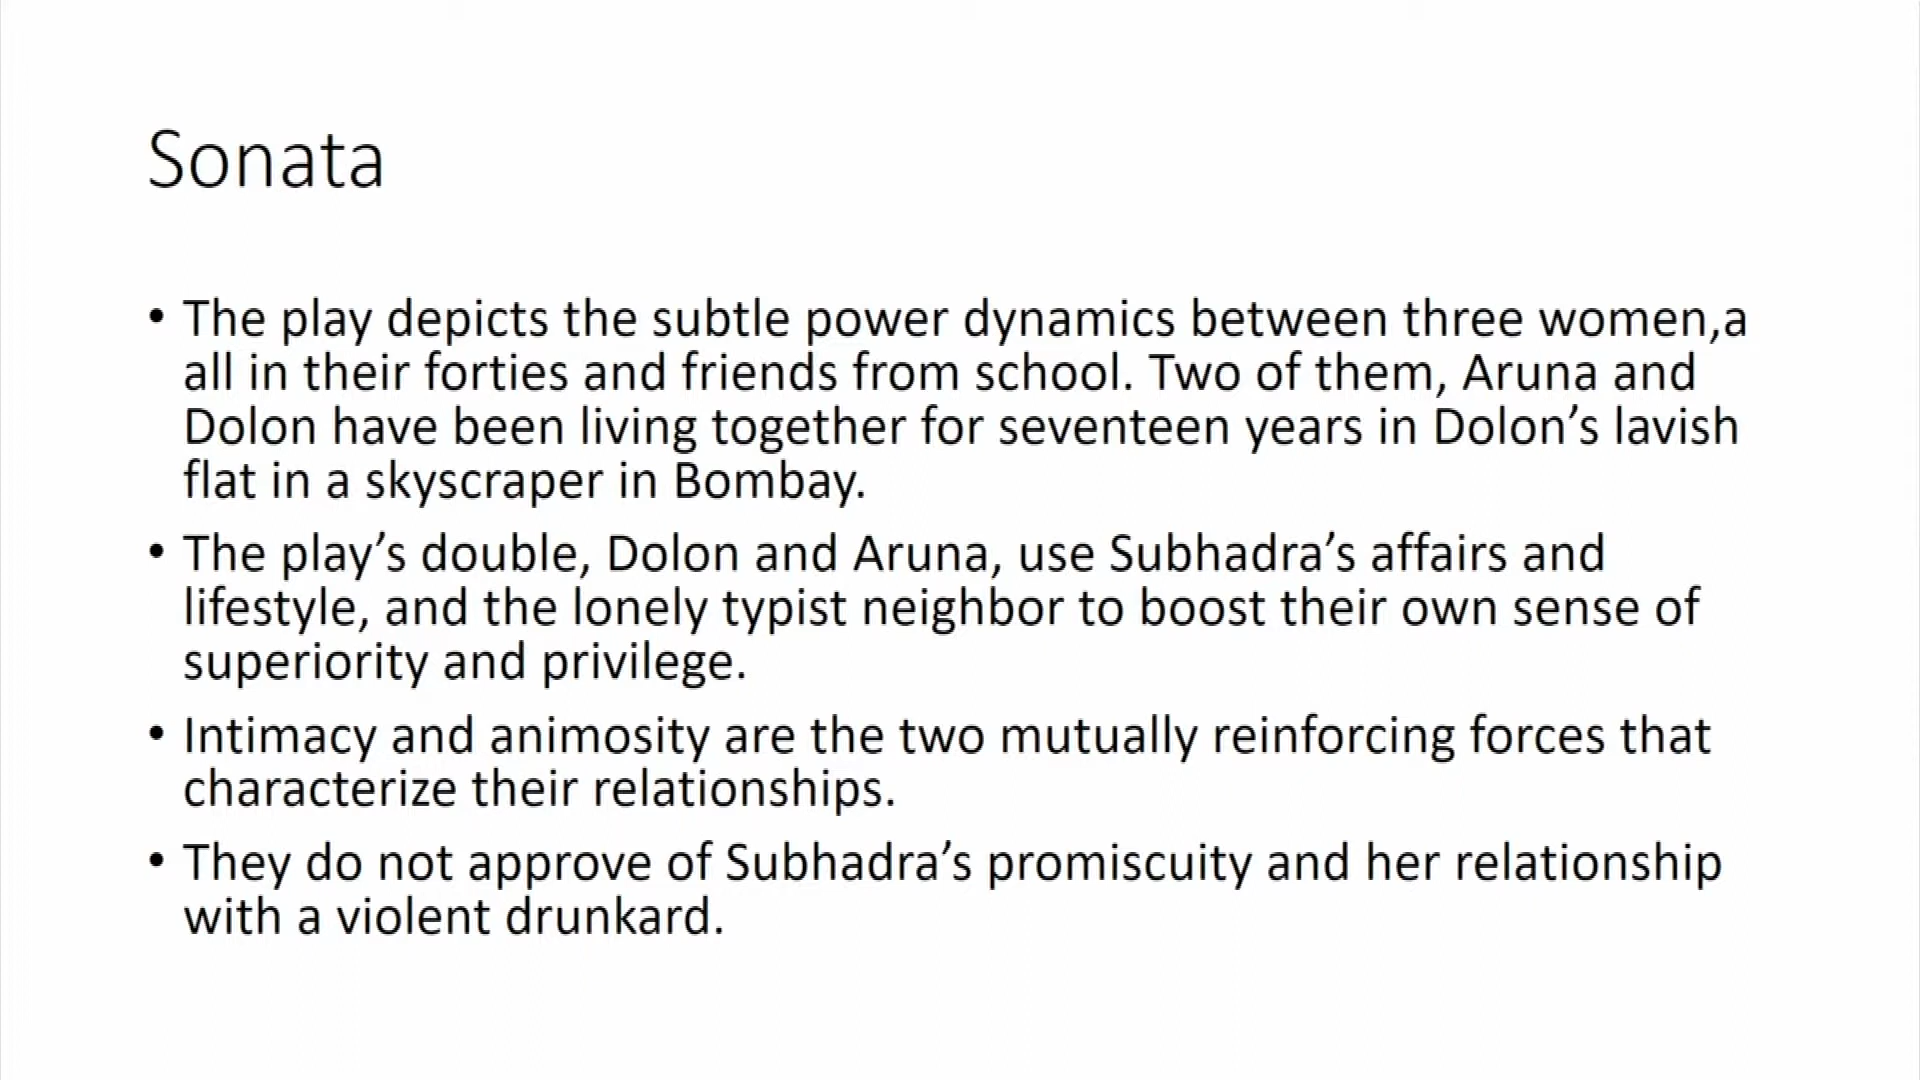 Sonata
• The play depicts the subtle power dynamics between three women,a
all in their forties and friends from school. Two of them, Aruna and
Dolon have been living together for seventeen years in Dolon’s lavish
flat in a skyscraper in Bombay.
• The play’s double, Dolon and Aruna, use Subhadra’s affairs and
lifestyle, and the lonely typist neighbor to boost their own sense of
superiority and privilege.
• Intimacy and animosity are the two mutually reinforcing forces that
characterize their relationships.
• They do not approve of Subhadra’s promiscuity and her relationship
with a violent drunkard.